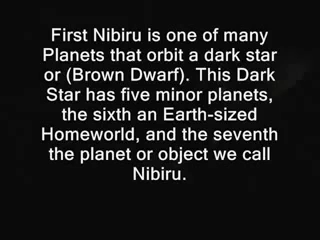 First Nibiru is one of many
Planets that orbit a dark star
or (Brown Dwarf). This Dark
Star has five minor planets,
the sixth an Earth-sized
Homeworld, and the seventh
the planet or object we call
Nibiru.